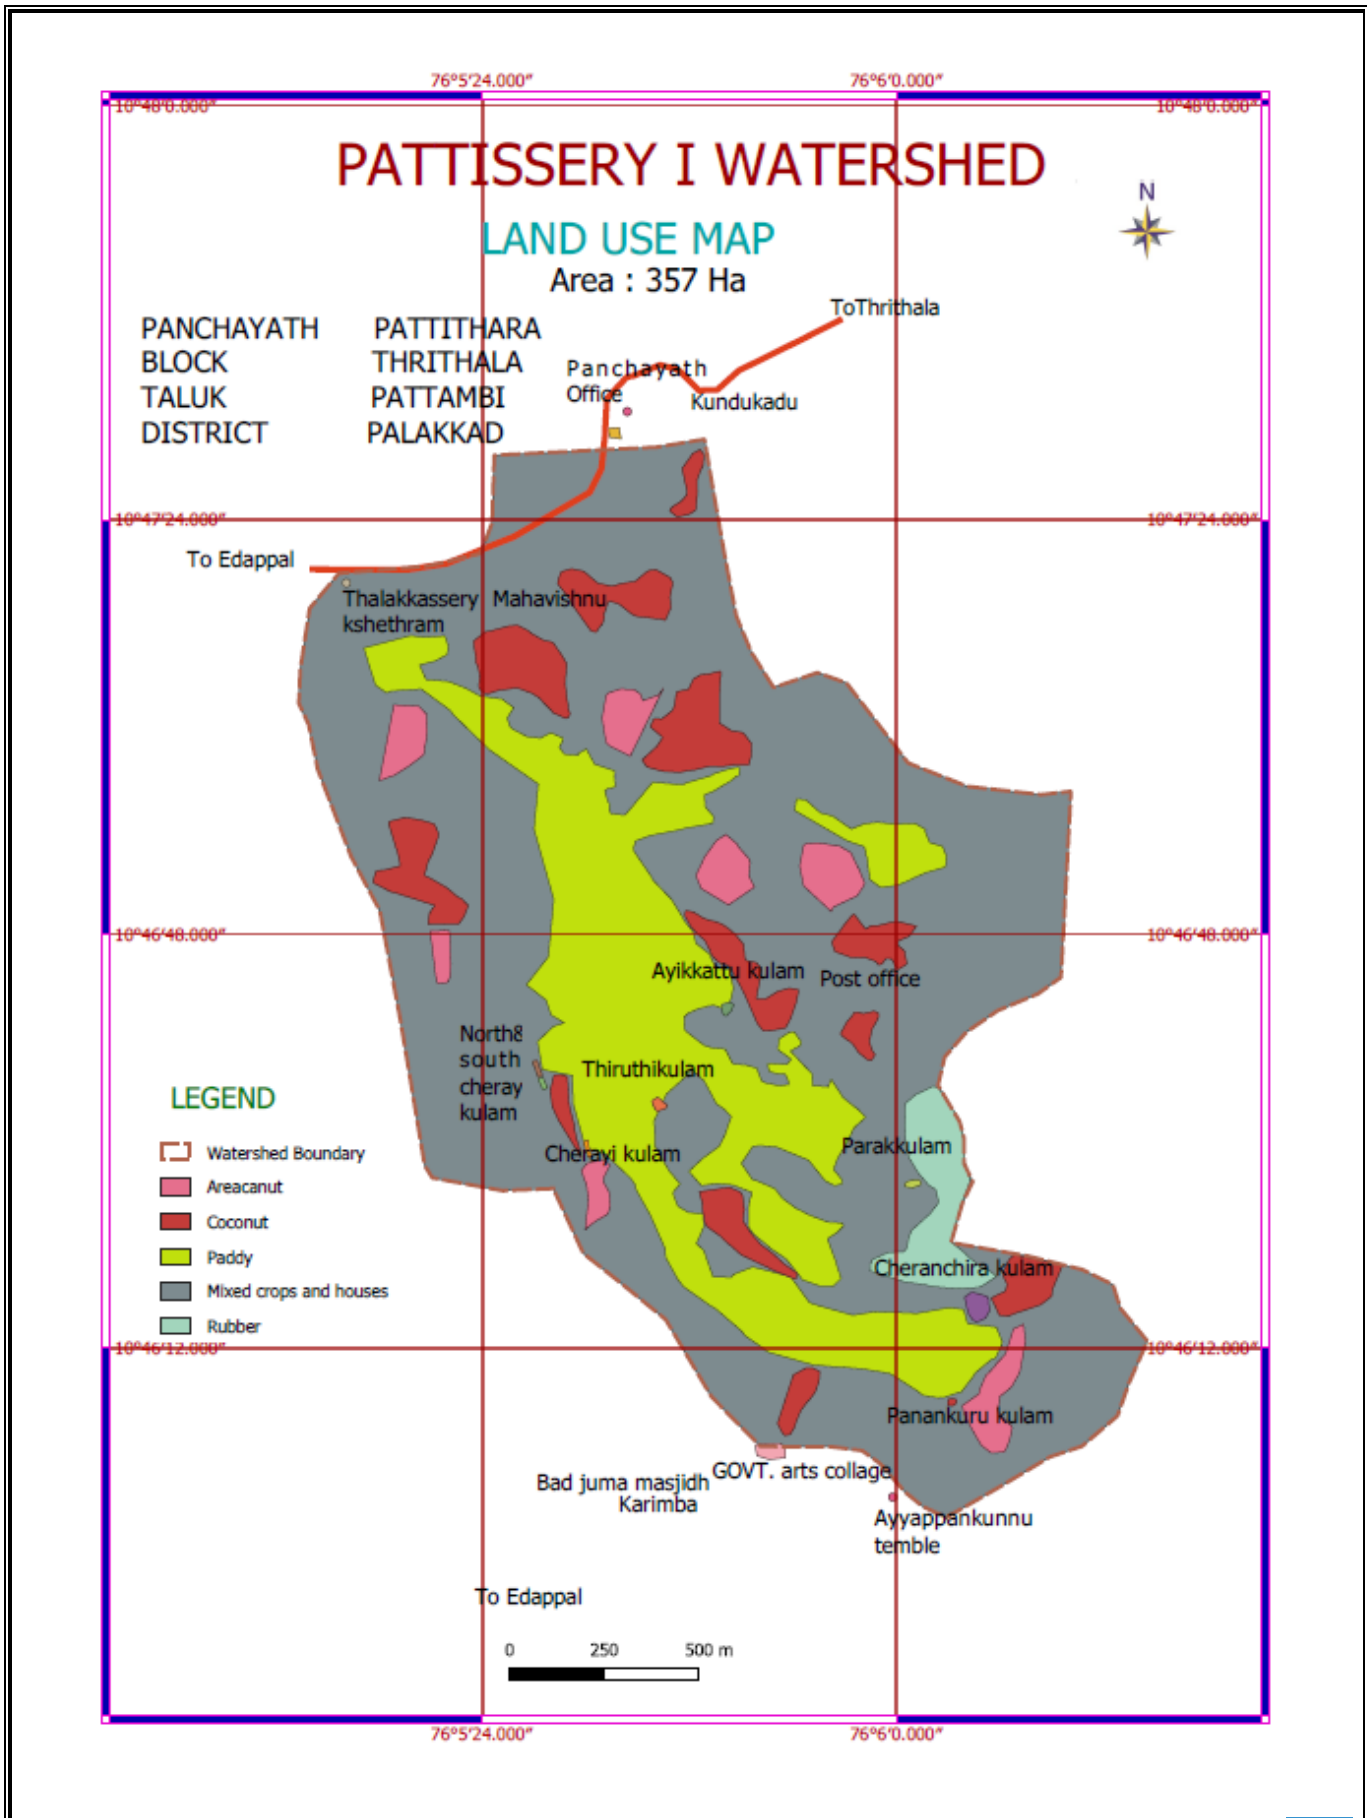 76°5'24.000" 76°6'0.000"
10°48'0.000" 10°48'0.000"
PATTISSERY I WATERSHED
N
LAND USE MAP
Area : 357 Ha
ToThrithala
PANCHAYATH PATTITHARA
BLOCK THRITHALA
TALUK PATTAMBI
DISTRICT PALAKKAD
Panchayath
Office
Kundukadu
10°47'24.000" 10°47'24.000"
To Edappal
Thalakkassery Mahavishnu
kshethram
10°46'48.000" 10°46'48.000"
Ayikkattu kulam
Post office
North&
south
cheray
kulam
Thiruthikulam
Cherayi kulam
Parakkulam
LEGEND
Watershed Boundary
Areacanut
Coconut
Paddy
Mixed crops and houses
Rubber
Cheranchira kulam
10°46'12.000" 10°46'12.000"
Panankuru kulam
GOVT. arts collage
Bad juma masjidh
Karimba
Ayyappankunnu
temble
To Edappal
0 250 500 m
76°5'24.000" 76°6'0.000"